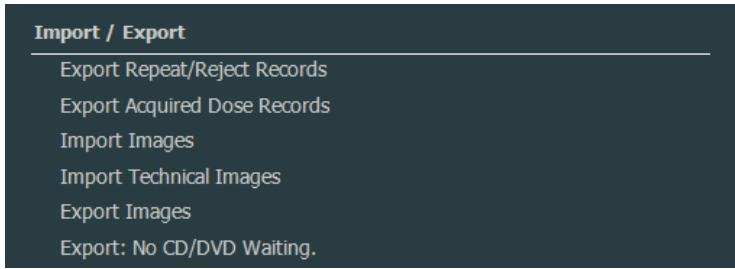 Import / Export
Export Repeat/Reject Records
Export Acquired Dose Records
Import Images
Import Technical Images
Export Images
Export: No CD/DVD Waiting.